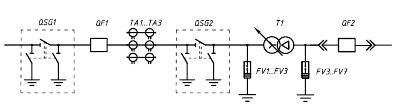 QSG1 QF1 TA1...TA3 QSG2 T1 QF2
FV1...FV3 FV3...FV7